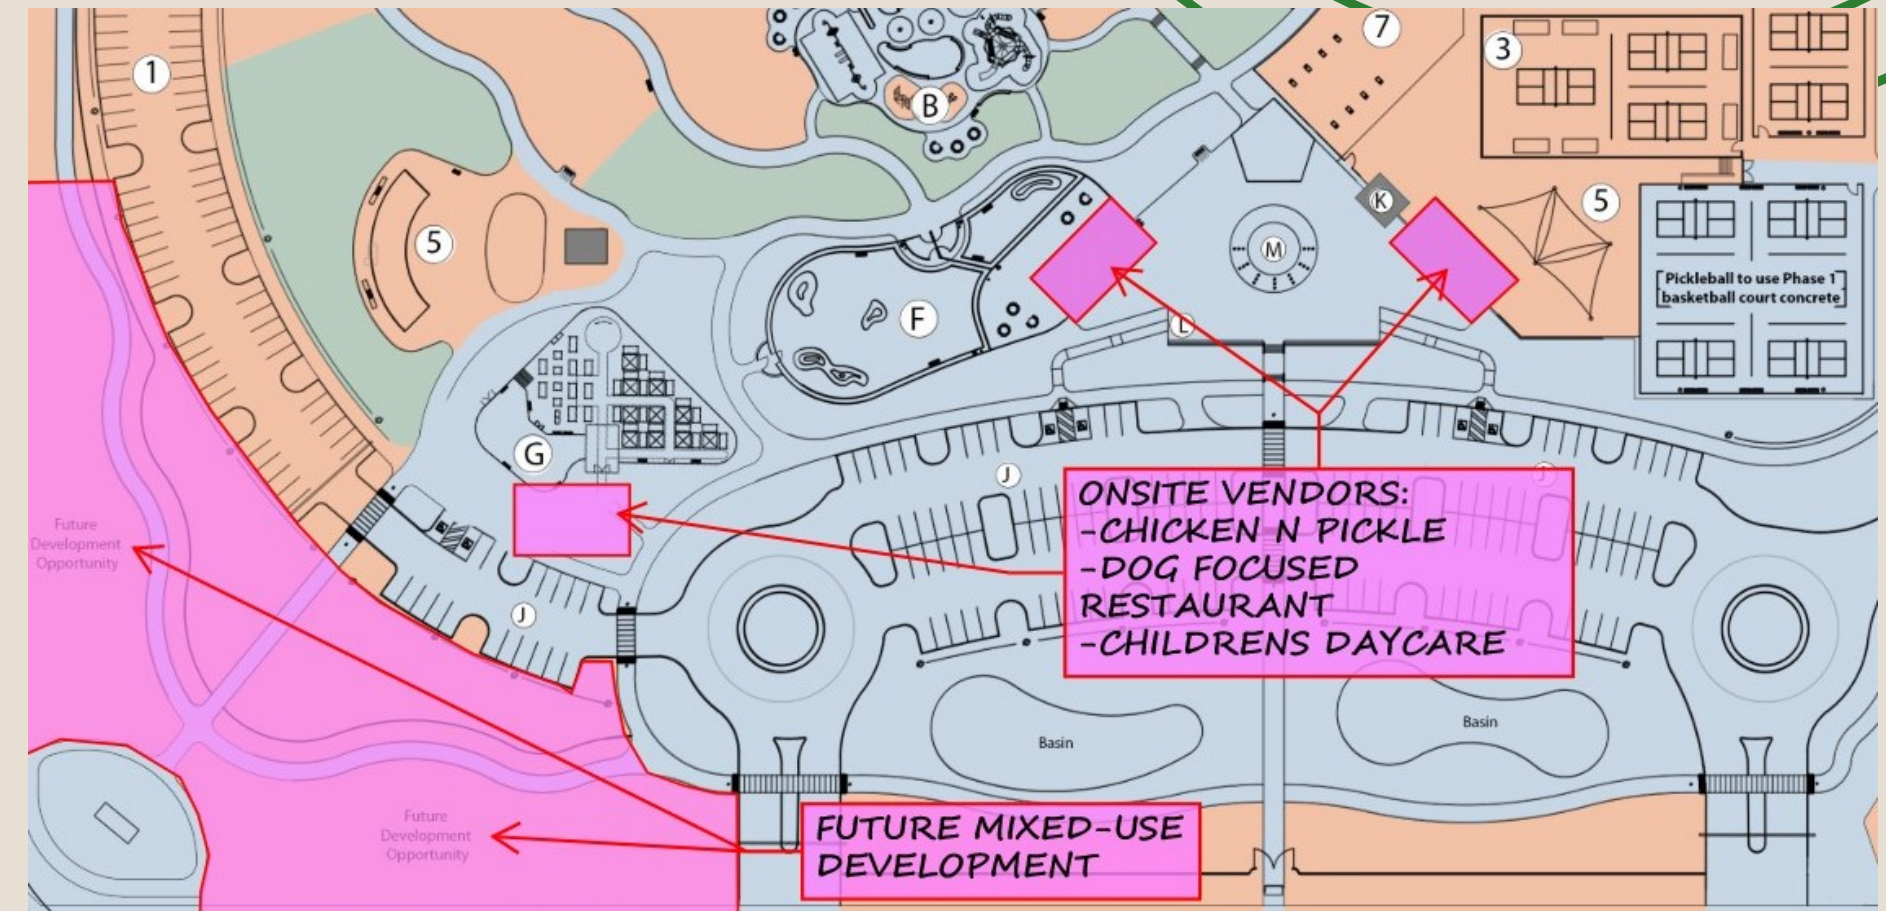 1
7
3
B
5
K
5
M
Pickleball to use Phase 1
basketball court concrete
F
L
G
J
J
ONSITE VENDORS:
-CHICKEN N PICKLE
-DOG FOCUSED
RESTAURANT
-CHILDRENS DAYCARE
Future
Development
Opportunity
J
Basin
Basin
Future
Development
Opportunity
FUTURE MIXED-USE
DEVELOPMENT